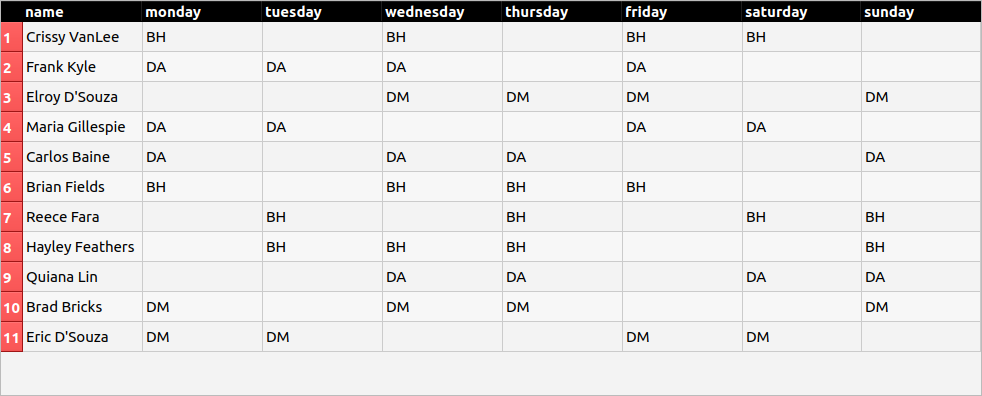 name monday tuesday wednesday thursday friday saturday sunday
1 Crissy VanLee BH BH BH BH
2 Frank Kyle DA DA DA DA
3 Elroy D'Souza DM DM DM DM
4 Maria Gillespie DA DA DA DA
5 Carlos Baine DA DA DA DA
6 Brian Fields BH BH BH BH
7 Reece Fara BH BH BH BH
8 Hayley Feathers BH BH BH BH
9 Quiana Lin DA DA DA DA
10 Brad Bricks DM DM DM DM
11 Eric D'Souza DM DM DM DM